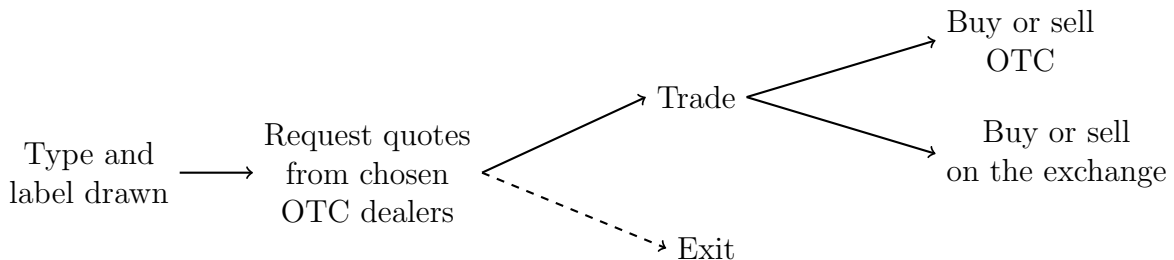 Type and
label drawn
Request quotes
from chosen
OTC dealers
Trade
Exit
Buy or sell
OTC
Buy or sell
on the exchange